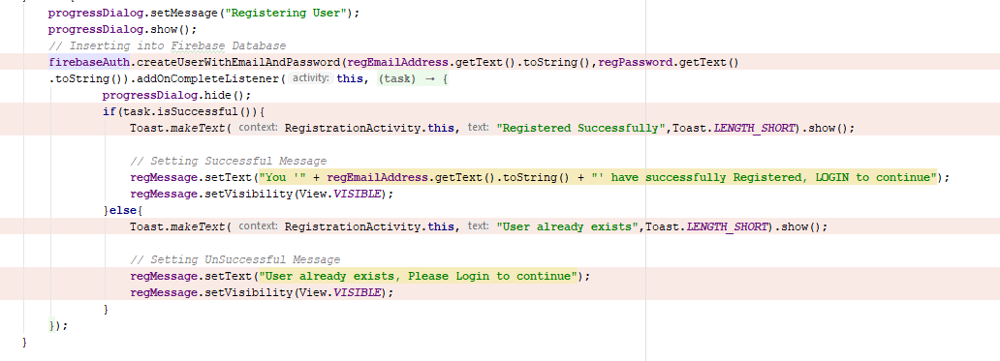 progressDialog.setMessage("Registering User");
progressDialog.show();
// Inserting into Firebase Database
firebaseAuth.createUserWithEmailAndPassword(regEmailAddress.getText().toString(),regPassword.getText()
.toString()).addOnCompleteListener( activity: this, (task) → {
progressDialog.hide();
if(task.isSuccessful()){
Toast.makeText( context: RegistrationActivity.this, text: "Registered Successfully",Toast.LENGTH_SHORT).show();
// Setting Successful Message
regMessage.setText("You '" + regEmailAddress.getText().toString() + "' have successfully Registered, LOGIN to continue");
regMessage.setVisibility(View.VISIBLE);
}else{
Toast.makeText( context: RegistrationActivity.this, text: "User already exists",Toast.LENGTH_SHORT).show();
// Setting UnSuccessful Message
regMessage.setText("User already exists, Please Login to continue");
regMessage.setVisibility(View.VISIBLE);
}
});
}